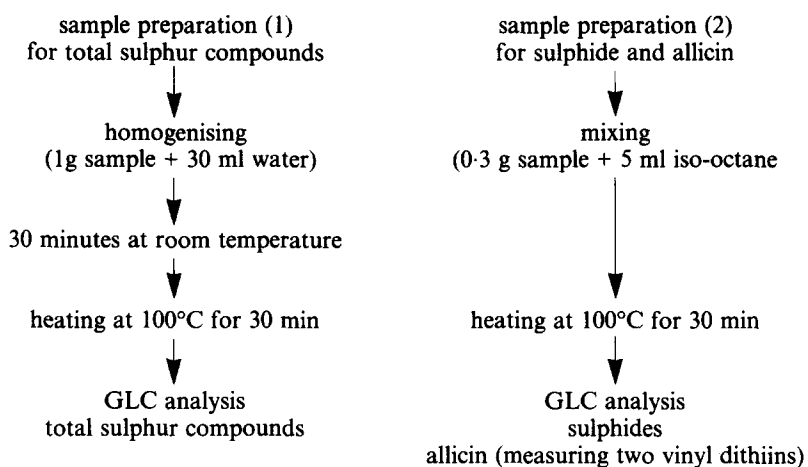 sample preparation (1)
for total sulphur compounds
homogenising
(1g sample + 30 ml water)
30 minutes at room temperature
heating at 100°C for 30 min
GLC analysis
total sulphur compounds
sample preparation (2)
for sulphide and allicin
mixing
(0·3 g sample + 5 ml iso-octane
heating at 100°C for 30 min
GLC analysis
sulphides
allicin (measuring two vinyl dithiins)